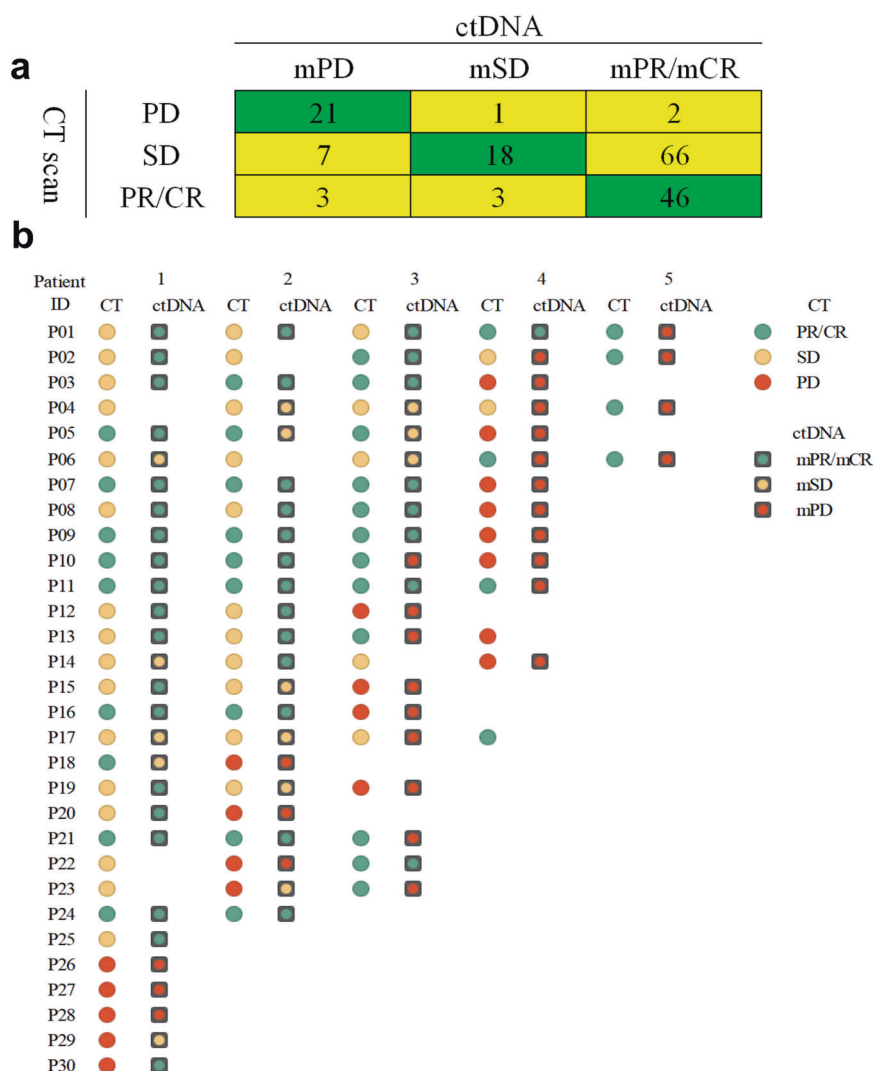 ctDNA
a
mPD mSD mPR/mCR
CT scan
PD 21 1 2
SD 7 18 66
PR/CR 3 3 46
b
Patient 1 2 3 4 5
ID CT ctDNA CT ctDNA CT ctDNA CT ctDNA CT ctDNA CT
P01 PR/CR
P02 SD
P03 PD
P04
P05 ctDNA
P06 mPR/mCR
P07 mSD
P08 mPD
P09
P10
P11
P12
P13
P14
P15
P16
P17
P18
P19
P20
P21
P22
P23
P24
P25
P26
P27
P28
P29
P30